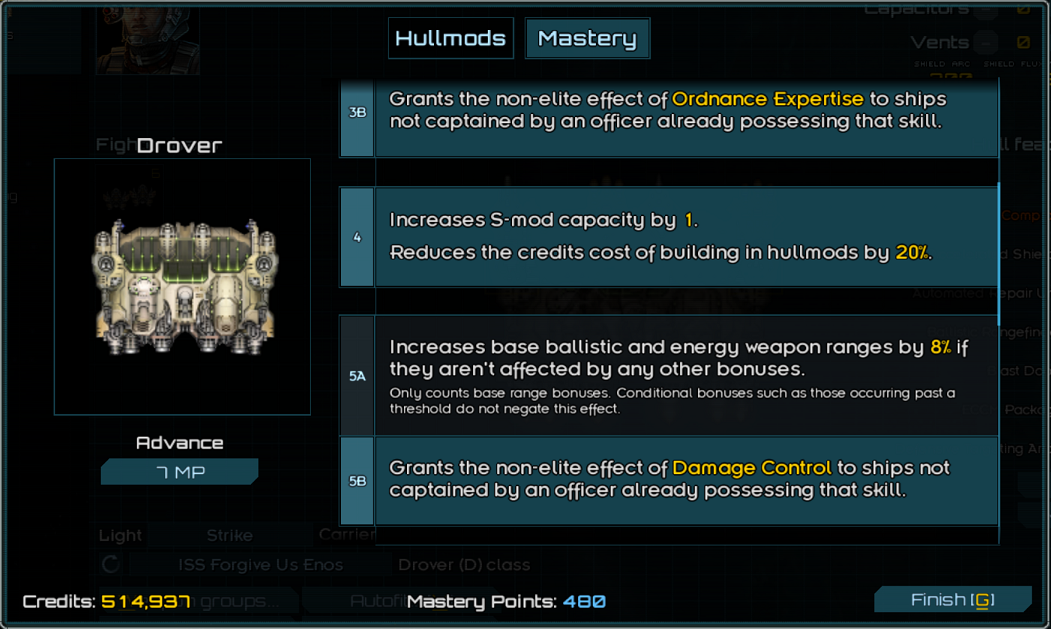 Capacitors
Hullmods
Mastery
Vents
0
3B
Grants the non-elite effect of Ordnance Expertise to ships
not captained by an officer already possessing that skill.
Drover
4
Increases S-mod capacity by 1.
Reduces the credits cost of building in hullmods by 20%.
5A
Increases base ballistic and energy weapon ranges by 8% if
they aren't affected by any other bonuses.
Only counts base range bonuses. Conditional bonuses such as those occurring past a
threshold do not negate this effect.
Advance
7 MP
5B
Grants the non-elite effect of Damage Control to ships not
captained by an officer already possessing that skill.
Light
Strike
Carrier
ISS Forgive Us Enos
Drover (D) class
Credits: 514,937
groups...
Mastery Points: 480
Finish [G]